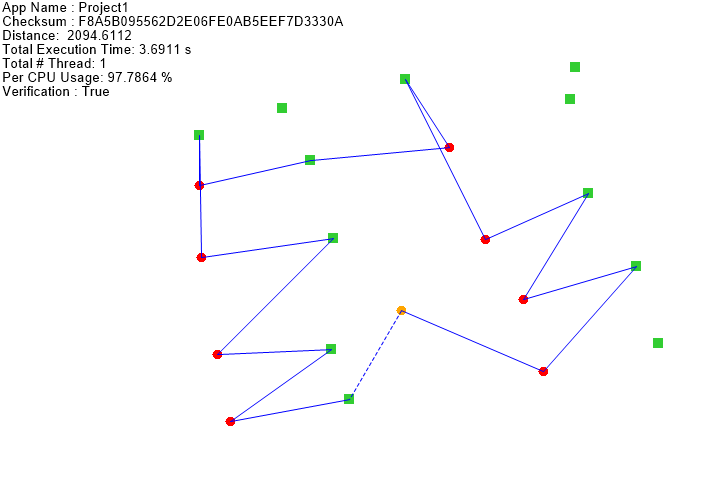 App Name : Project1
Checksum : F8A5B095562D2E06FE0AB5EEF7D3330A
Distance:  2094.6112
Total Execution Time: 3.6911 s
Total # Thread: 1
Per CPU Usage: 97.7864 %
Verification : True